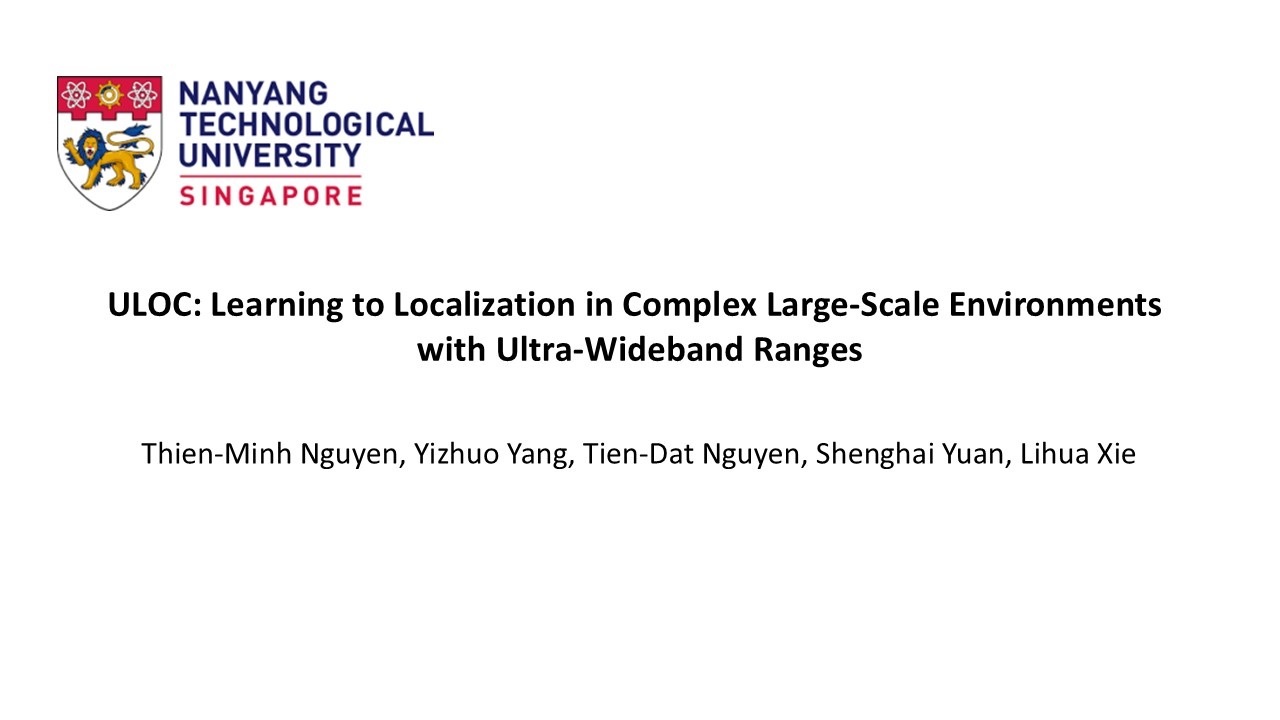 NANYANG
TECHNOLOGICAL
UNIVERSITY
SINGAPORE
ULOC: Learning to Localization in Complex Large-Scale Environments
with Ultra-Wideband Ranges
Thien-Minh Nguyen, Yizhuo Yang, Tien-Dat Nguyen, Shenghai Yuan, Lihua Xie